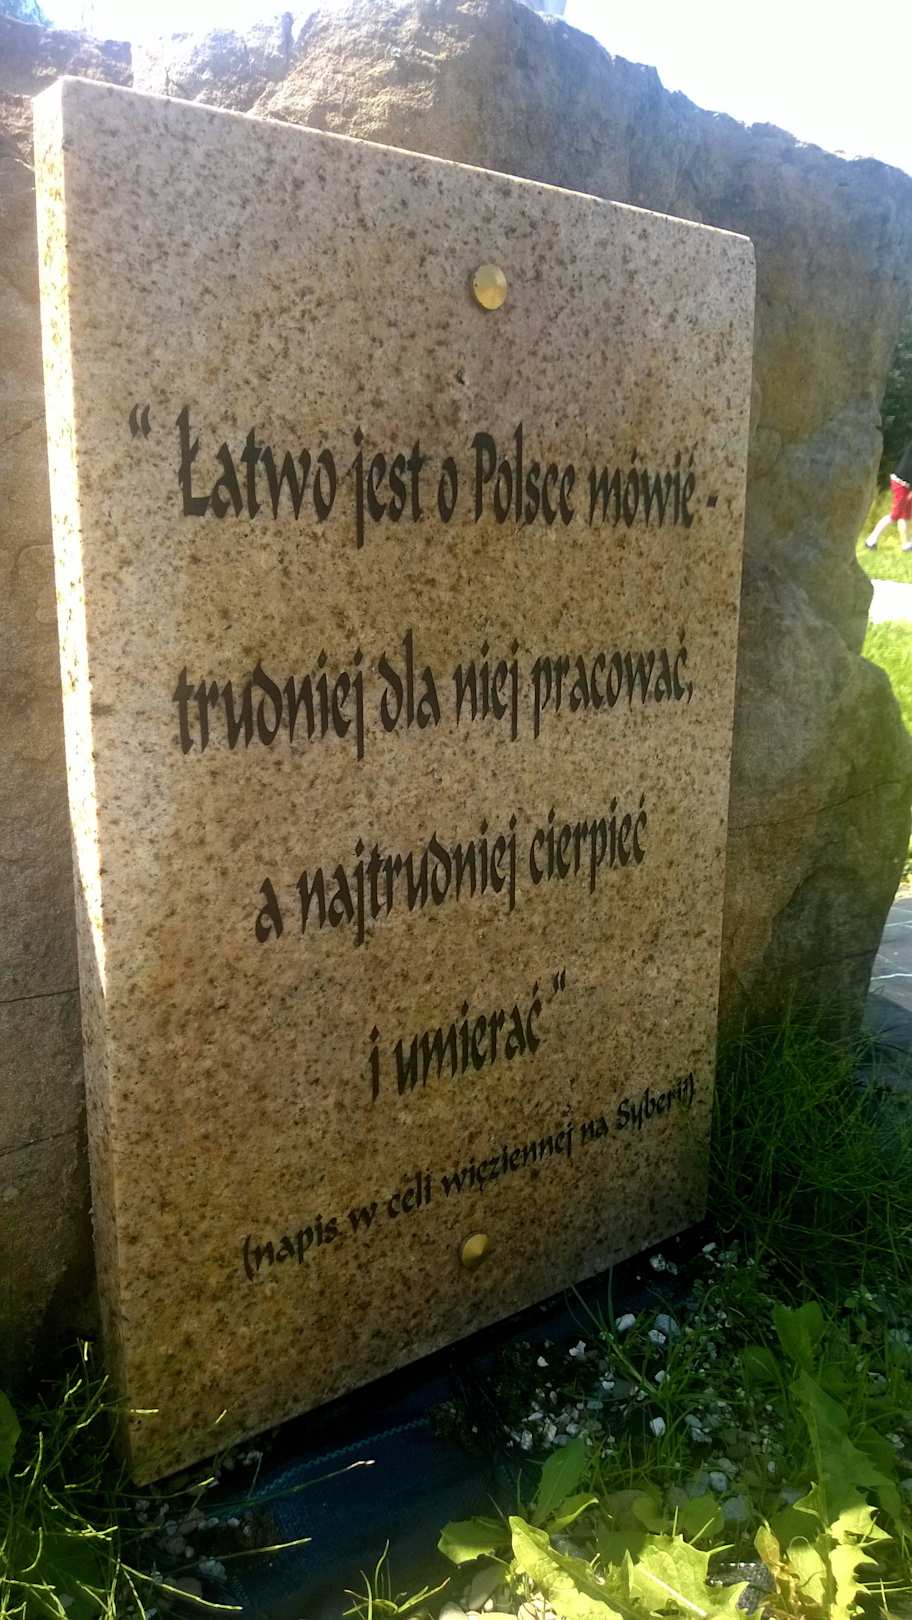 “Łatwo jest o Polsce mówić -
trudniej dla niej pracować,
a najtrudniej cierpieć
i umierać”
(napis w celi więziennej na Syberii)